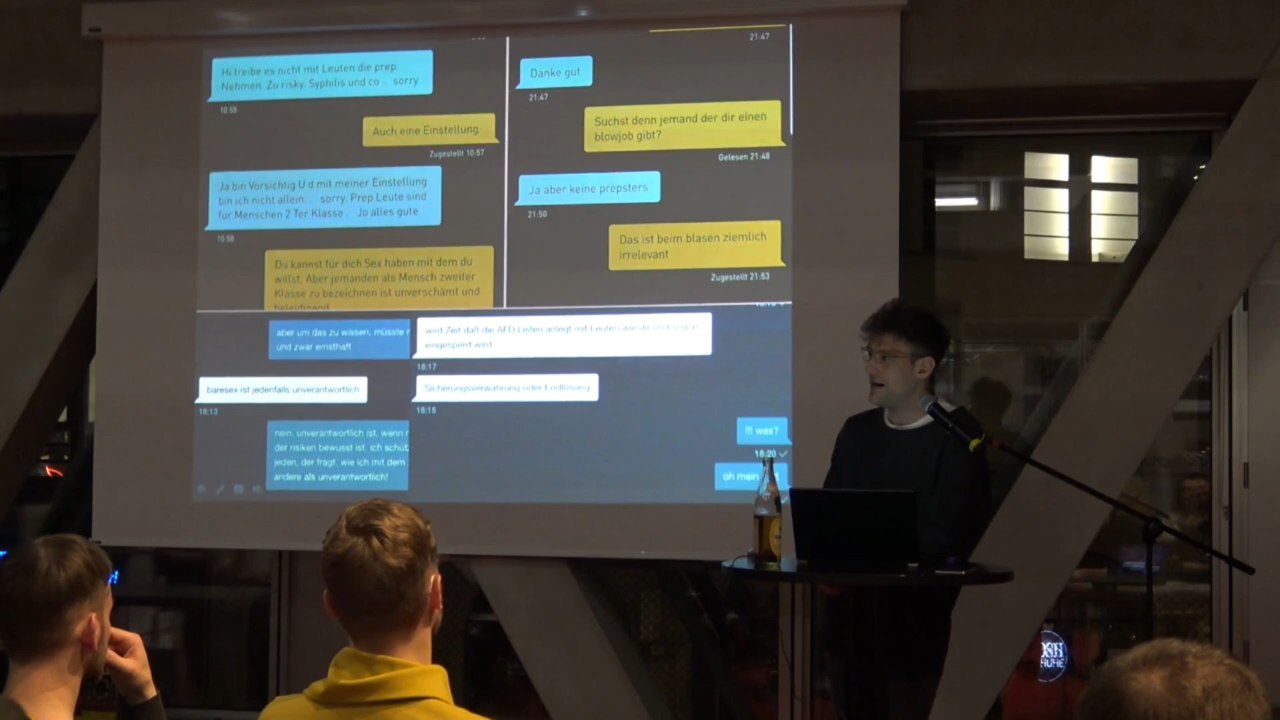 Hi treibe es nicht mit Leuten die prep.
Nehmen. Zu risky. Syphilis und co .. sorry
10:55
Auch eine Einstellung.
Zugestellt 10:57
Ja bin Vorsichtig U d mit meiner Einstellung
bin ich nicht allein. . sorry. Prep Leute sind
für Menschen 2 Ter Klasse . Jo alles gute
10:58
Du kannst für dich Sex haben mit dem du
willst. Aber jemanden als Mensch zweiter
Klasse zu bezeichnen ist unverschämt und
beleidigend
21:47
Danke gut
21:47
Suchst denn jemand der dir einen
blowjob gibt?
Gelesen 21:48
Ja aber keine prepsters
21:50
Das ist beim blasen ziemlich
irrelevant
Zugestellt 21:53
aber um das zu wissen, müsste
und zwar ernsthaft
baresex ist jedenfalls unverantwortlich
18:13
nein. unverantwortlich ist, wenn
der risiken bewusst ist. ich schüt
jeden, der fragt, wie ich mit dem
andere als unverantwortlich!
wird Zeit daß die AFD Listen anlegt mit Leuten wie dir und
eingesperrt wird
18:17
Sicherungsverwahrung oder Endlösung
18:18
!!! was?
18:20
oh mein